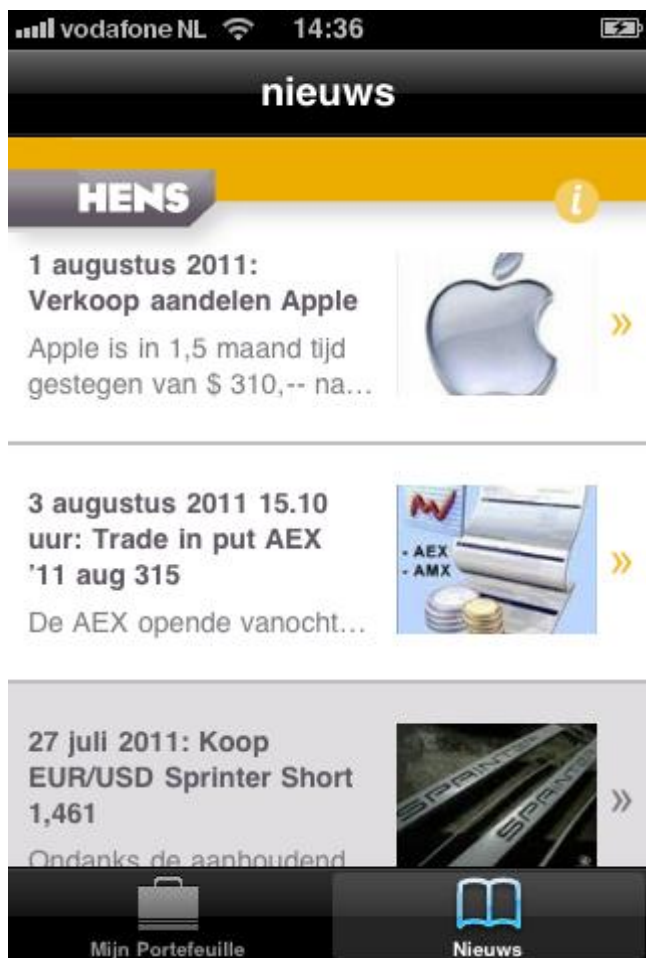 vodafone NL 14:36
nieuws
HENS
i
1 augustus 2011:
Verkoop aandelen Apple
Apple is in 1,5 maand tijd
gestegen van $ 310,-- na…
3 augustus 2011 15.10
uur: Trade in put AEX
'11 aug 315
De AEX opende vanocht…
- AEX
- AMX
27 juli 2011: Koop
EUR/USD Sprinter Short
1,461
Ondanks de aanhoudend
SPRINTER
SPRINTER
Mijn Portefeuille
Nieuws